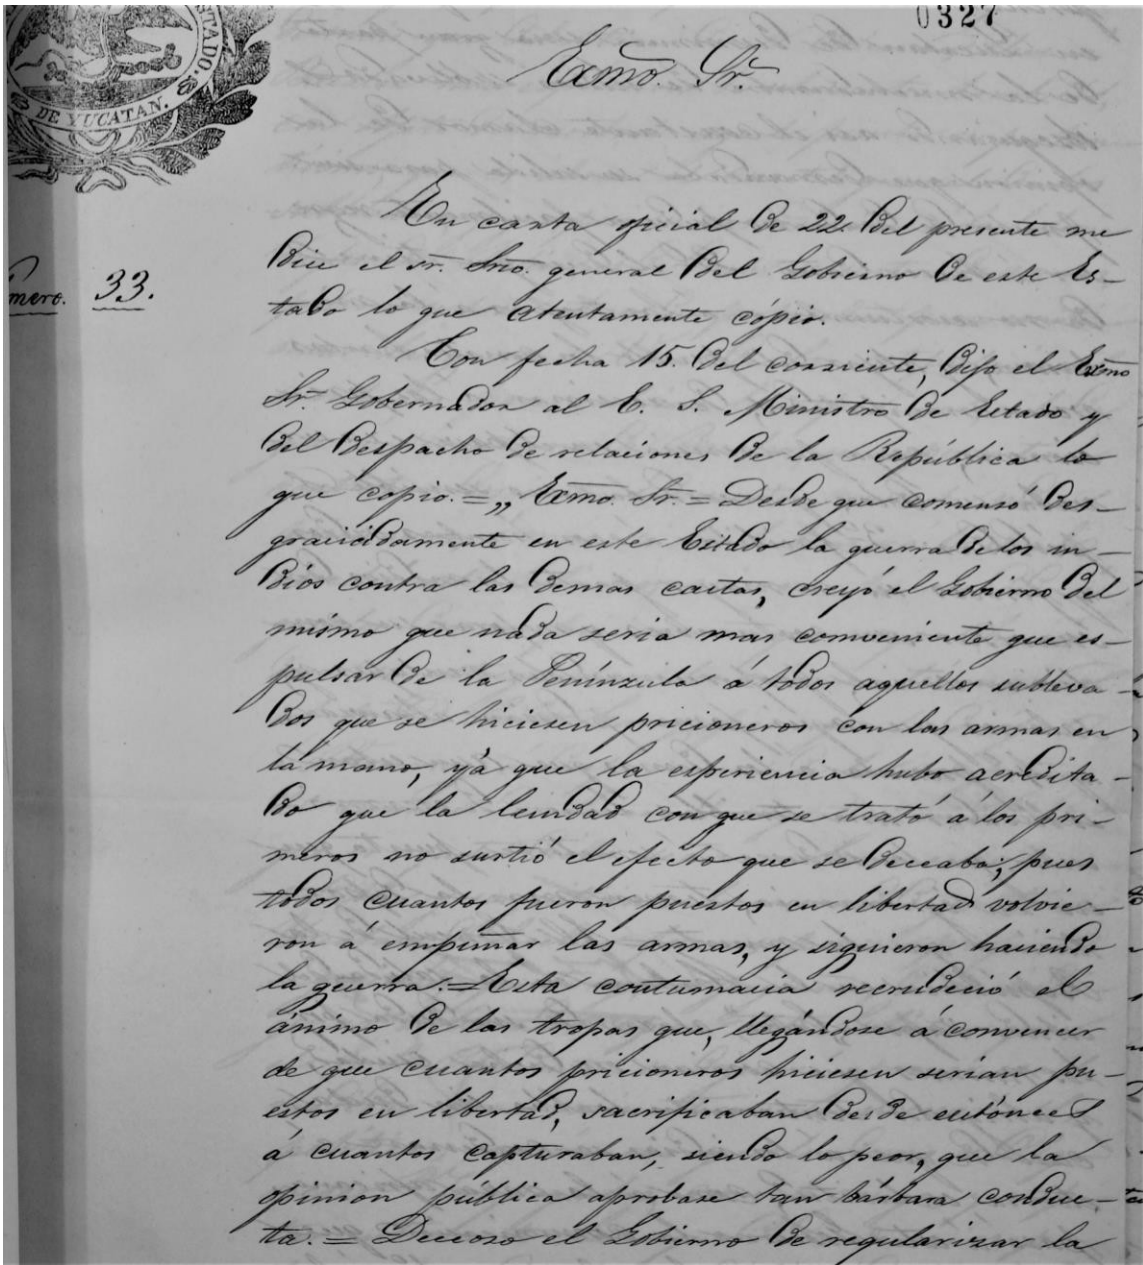 0327
ESTADO.
DE YUCATAN.
Exmo. Sr.
En carta oficial de 22. del presente me
dice el sr. Srio. general del Gobierno de este Es-
mero. 33.
tado lo que atentamente cópio.
Con fecha 15. del corriente, dijo el Exmo
Sr. Gobernador al E. S. Ministro de Estado y
del Despacho de relaciones de la República lo
que copio. = „ Exmo. Sr. = Desde que comensó des-
graciadamente en este Estado la guerra de los in-
dios contra las demas castas, creyó el Gobierno del
mismo que nada seria mas conveniente que es-
pulsar de la Penínzula á todos aquellos subleva-
dos que se hiciesen pricioneros con las armas en
la mano, yá que la esperiencia hubo acredita-
do que la lenidad con que se trató á los pri-
meros no surtió el efecto que se deceaba; pues
todos cuantos fueron puestos en libertad volvie-
ron á empuñar las armas, y siguieron haciendo
la guerra. = Esta contumacia recrudeció el
ánimo de las tropas que, llegándose á convencer
de que cuantos pricioneros hiciesen serian pu-
estos en libertad, sacrificaban desde entónces
á cuantos capturaban, siendo lo peor, que la
opinion pública aprobase tan bárbara conduc-
ta. = Deceoso el Gobierno de regularizar la